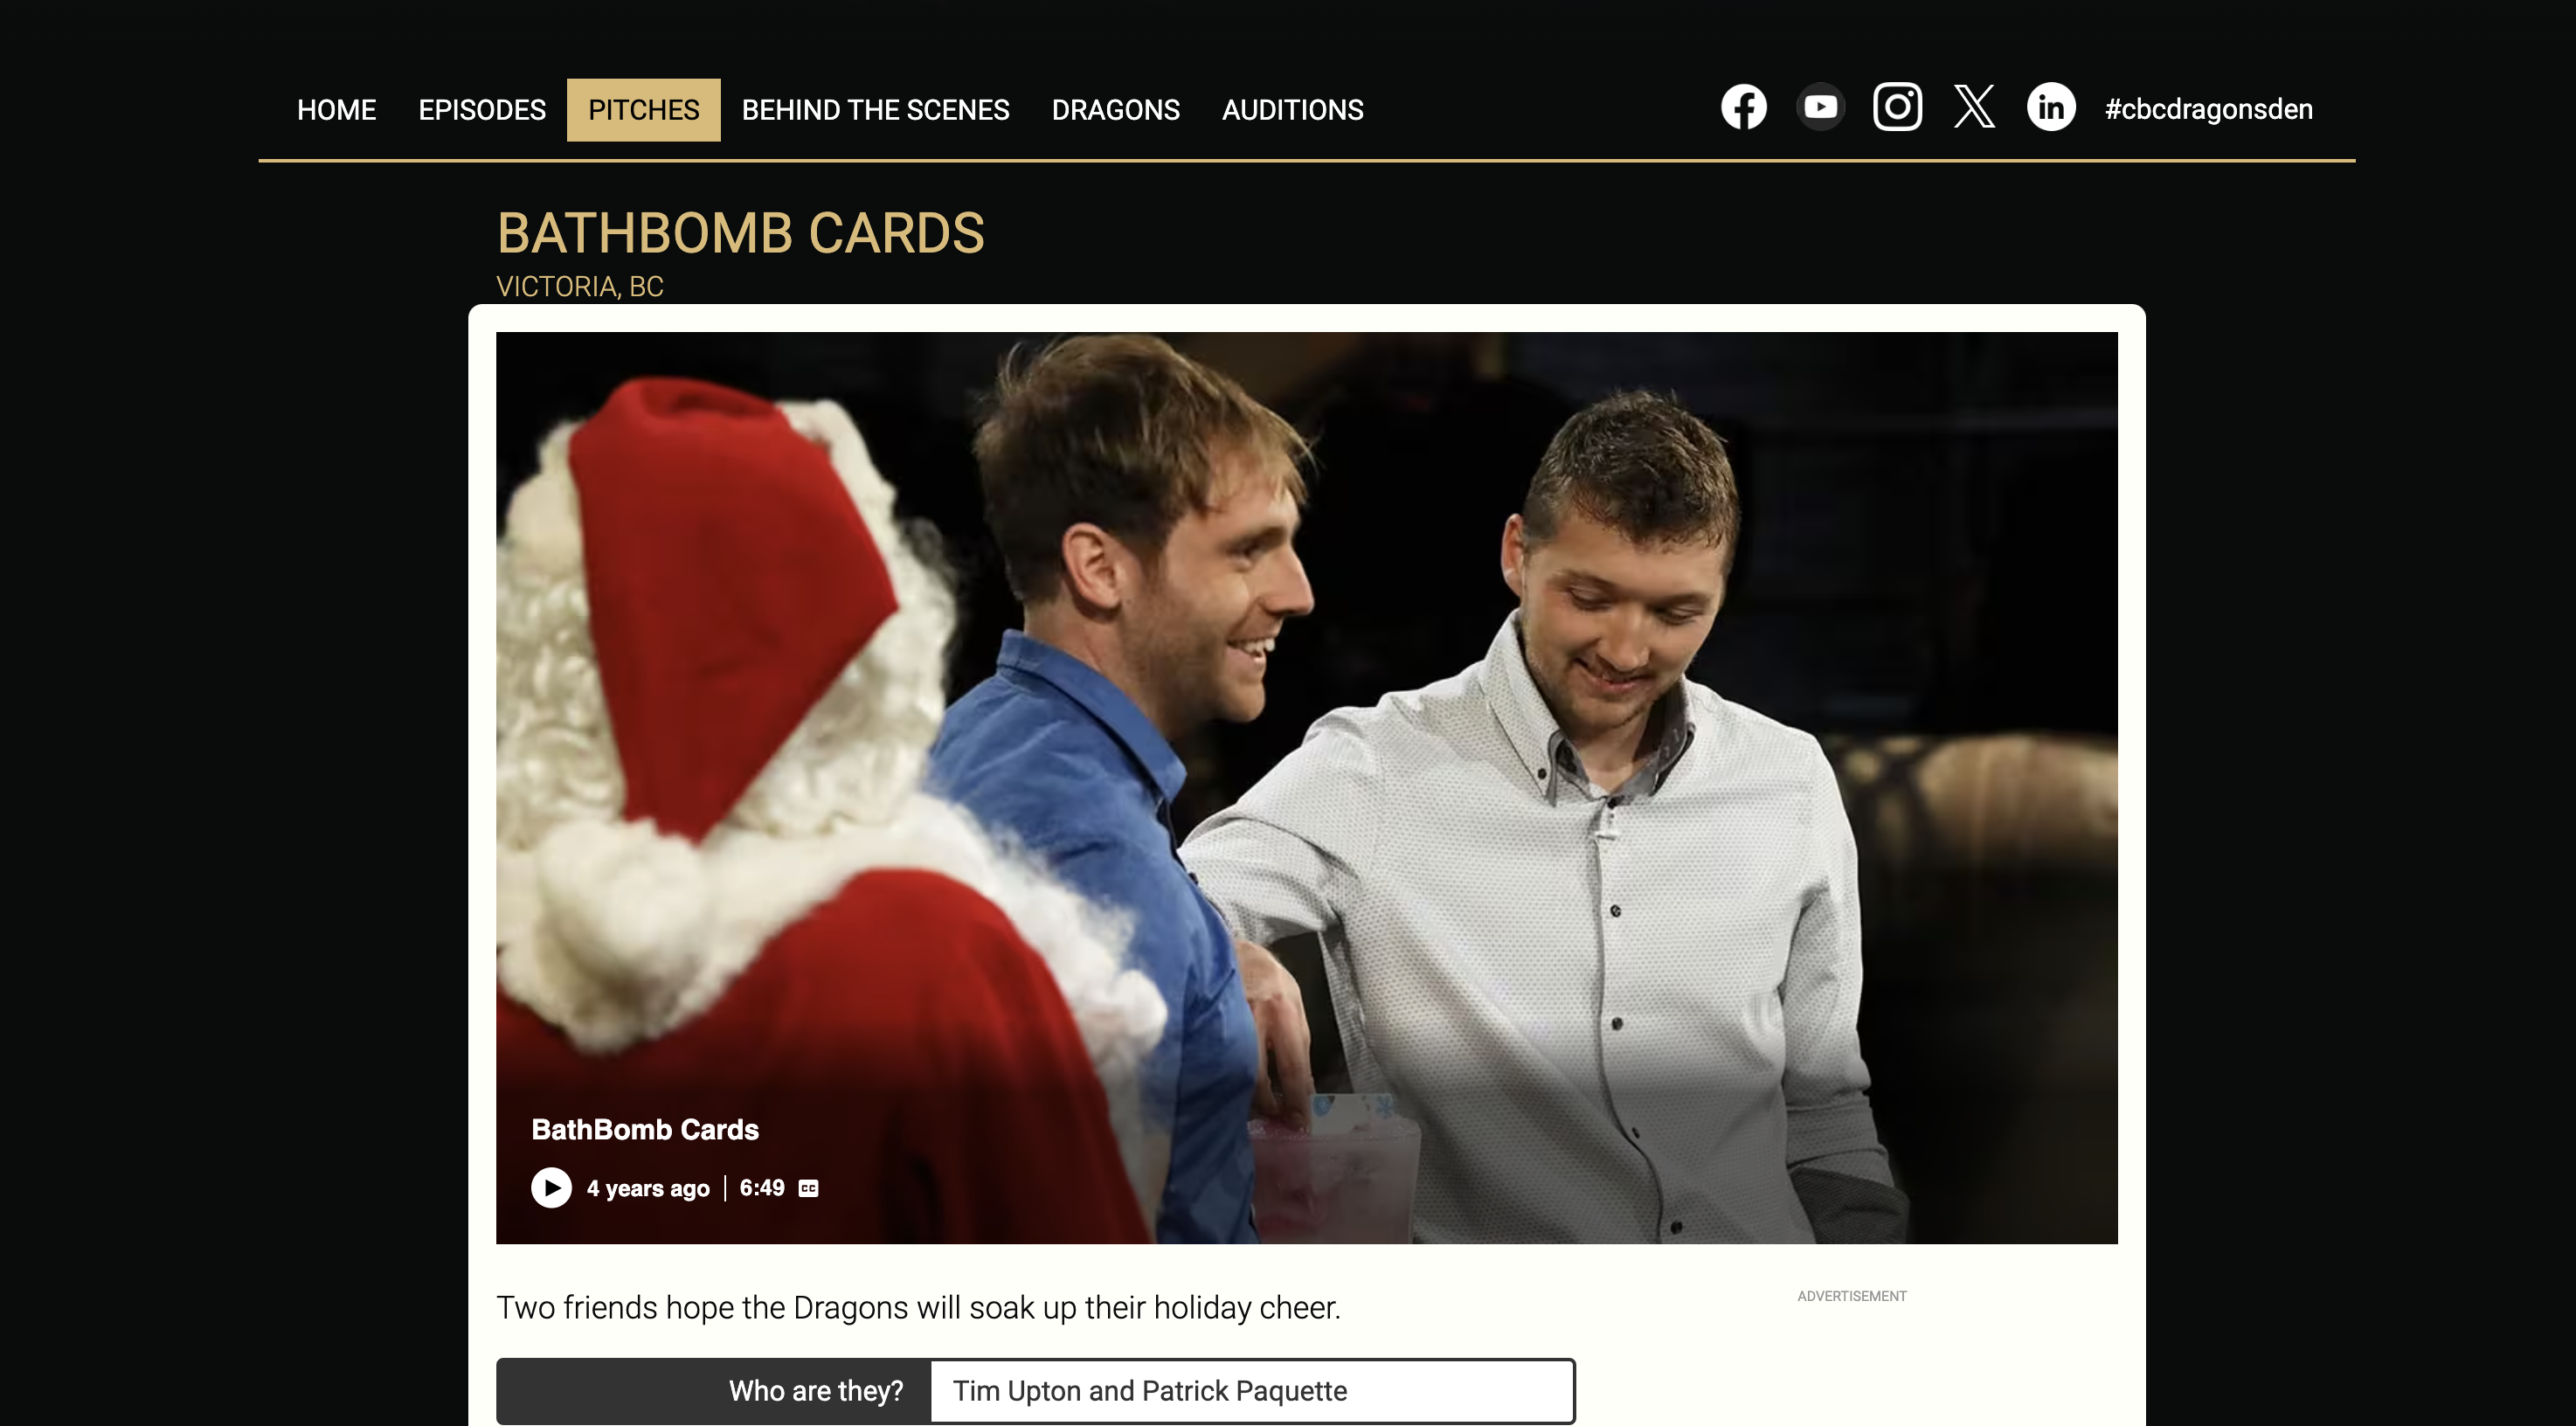 HOME EPISODES PITCHES BEHIND THE SCENES DRAGONS AUDITIONS #cbcdragonsden
BATHBOMB CARDS
VICTORIA, BC
BathBomb Cards
4 years ago | 6:49 CC
Two friends hope the Dragons will soak up their holiday cheer.
ADVERTISEMENT
Who are they? Tim Upton and Patrick Paquette